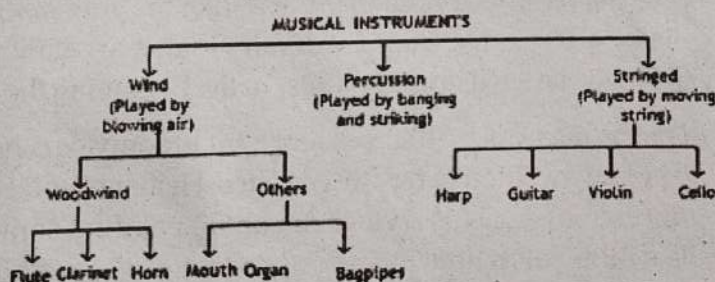 MUSICAL INSTRUMENTS
Wind
(Played by
blowing air)
Percussion
(Played by banging
and striking)
Stringed
(Played by moving
string)
Woodwind
Others
Harp
Guitar
Violin
Cello
Flute
Clarinet
Horn
Mouth Organ
Bagpipes